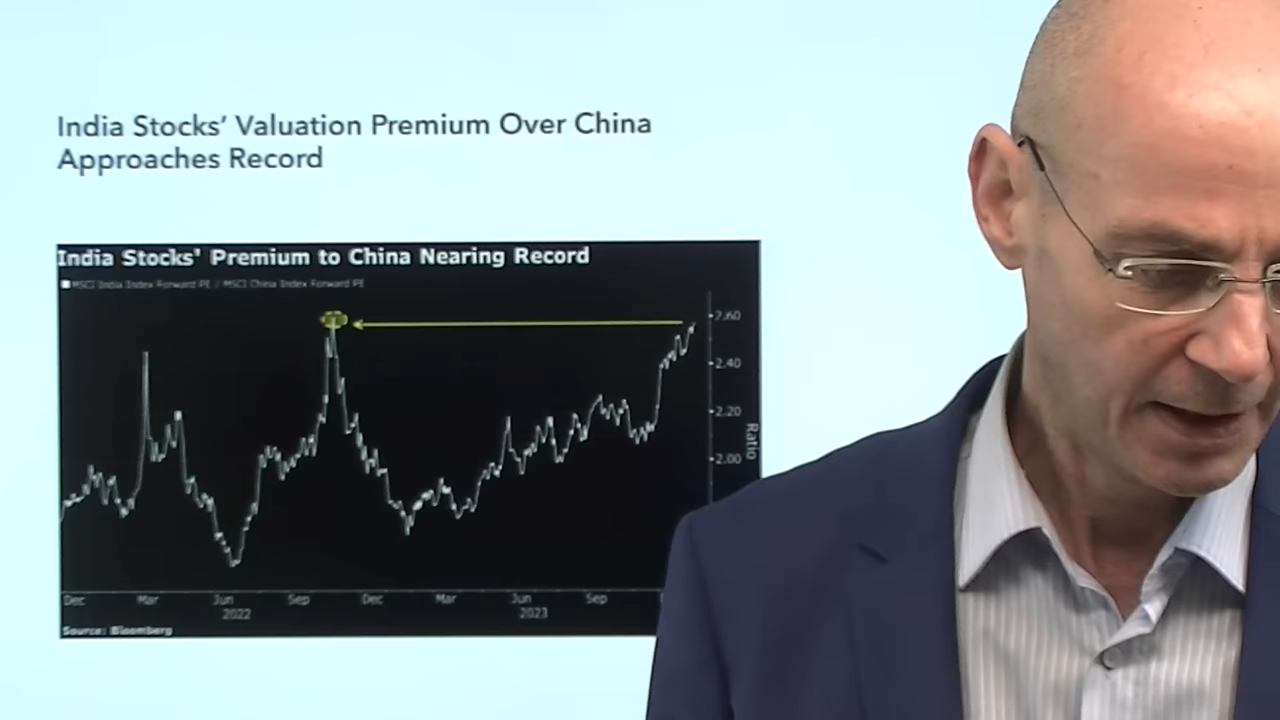 India Stocks' Valuation Premium Over China
Approaches Record
India Stocks' Premium to China Nearing Record
MSCI India Index Forward PE / MSCI China Index Forward PE
2.60
2.40
2.20
2.00
Ratio
Dec Mar Jun Sep Dec Mar Jun Sep
2022 2023
Source: Bloomberg